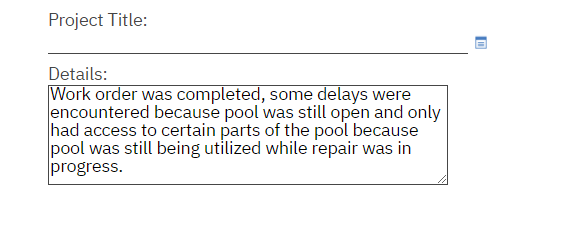 Project Title:
Details:
Work order was completed, some delays were
encountered because pool was still open and only
had access to certain parts of the pool because
pool was still being utilized while repair was in
progress.